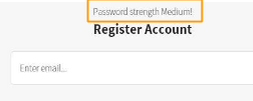 Password strength Medium!
Register Account
Enter email...